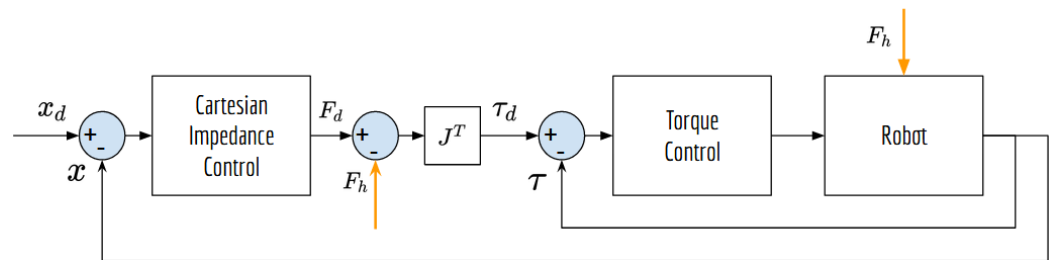 F_h
x_d
+
-
x
Cartesian
Impedance
Control
F_d
+
-
F_h
J^T
τ_d
+
-
τ
Torque
Control
Robot